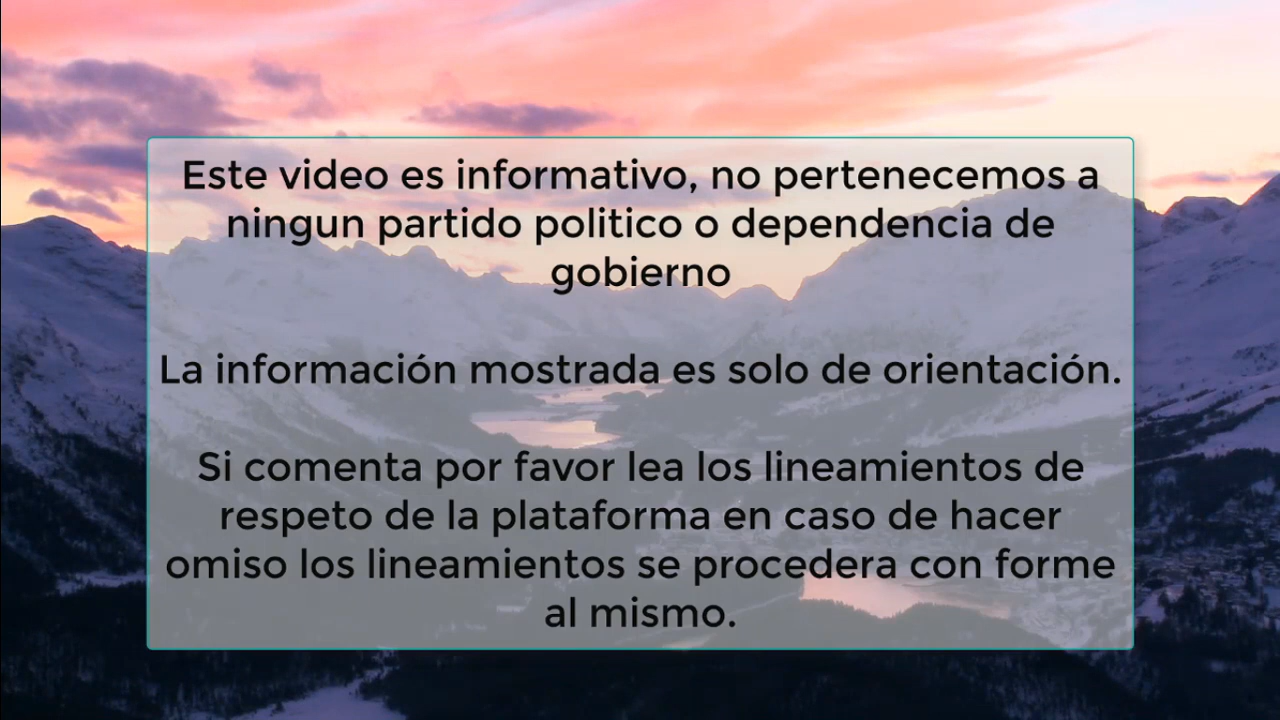 Este video es informativo, no pertenecemos a
ningun partido politico o dependencia de
gobierno
La información mostrada es solo de orientación.
Si comenta por favor lea los lineamientos de
respeto de la plataforma en caso de hacer
omiso los lineamientos se procedera con forme
al mismo.